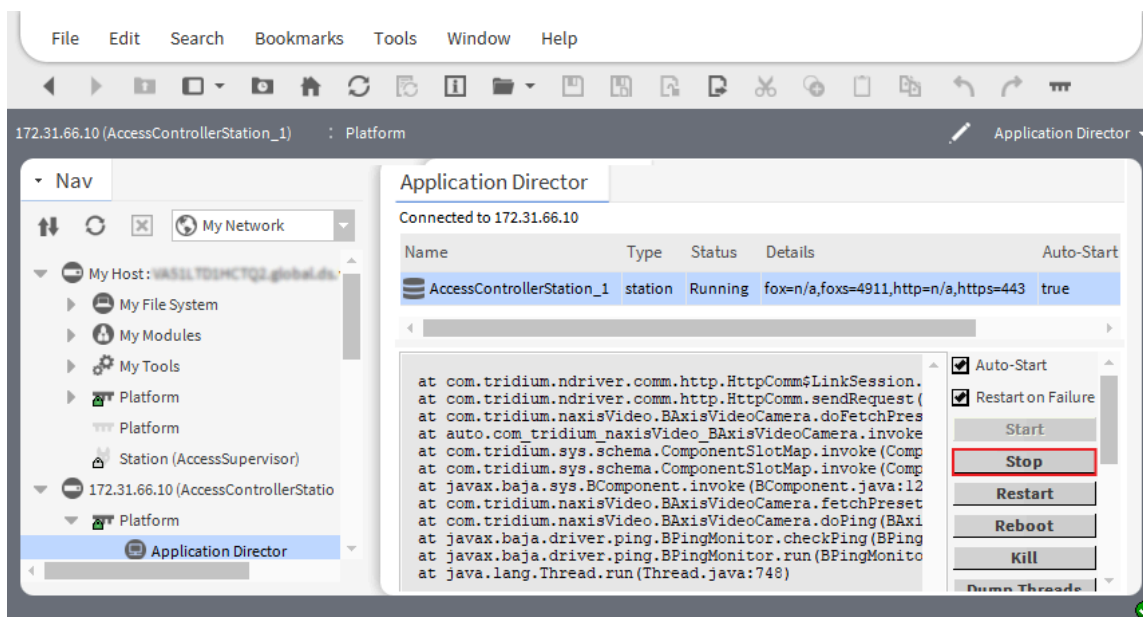 File Edit Search Bookmarks Tools Window Help
172.31.66.10 (AccessControllerStation_1) : Platform
Application Director
Nav
My Network
My Host :
My File System
My Modules
My Tools
Platform
Platform
Station (AccessSupervisor)
172.31.66.10 (AccessControllerStatio
Platform
Application Director
Application Director
Connected to 172.31.66.10
Name Type Status Details Auto-Start
AccessControllerStation_1 station Running fox=n/a,foxs=4911,http=n/a,https=443 true
at com.tridium.ndriver.comm.http.HttpComm$LinkSession.
at com.tridium.ndriver.comm.http.HttpComm.sendRequest(
at com.tridium.naxisVideo.BAxisVideoCamera.doFetchPres
at auto.com_tridium_naxisVideo_BAxisVideoCamera.invoke
at com.tridium.sys.schema.ComponentSlotMap.invoke(Comp
at com.tridium.sys.schema.ComponentSlotMap.invoke(Comp
at javax.baja.sys.BComponent.invoke(BComponent.java:12
at com.tridium.naxisVideo.BAxisVideoCamera.fetchPreset
at com.tridium.naxisVideo.BAxisVideoCamera.doPing(BAxi
at javax.baja.driver.ping.BPingMonitor.checkPing(BPing
at javax.baja.driver.ping.BPingMonitor.run(BPingMonito
at java.lang.Thread.run(Thread.java:748)
Auto-Start
Restart on Failure
Start
Stop
Restart
Reboot
Kill
Dump Threads